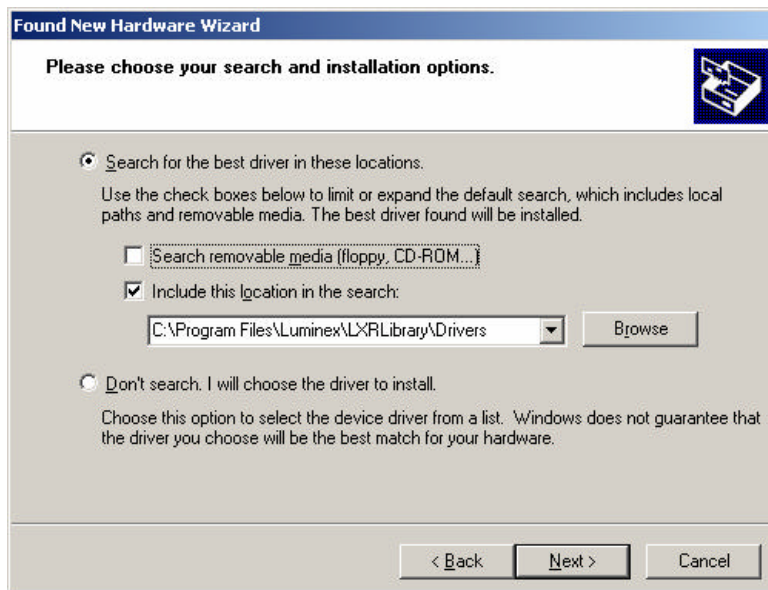 Found New Hardware Wizard
Please choose your search and installation options.
Search for the best driver in these locations.
Use the check boxes below to limit or expand the default search, which includes local
paths and removable media. The best driver found will be installed.
Search removable media (floppy, CD-ROM...)
Include this location in the search:
C:\Program Files\Luminex\LXRLibrary\Drivers
Browse
Don't search. I will choose the driver to install.
Choose this option to select the device driver from a list.  Windows does not guarantee that
the driver you choose will be the best match for your hardware.
< Back
Next >
Cancel